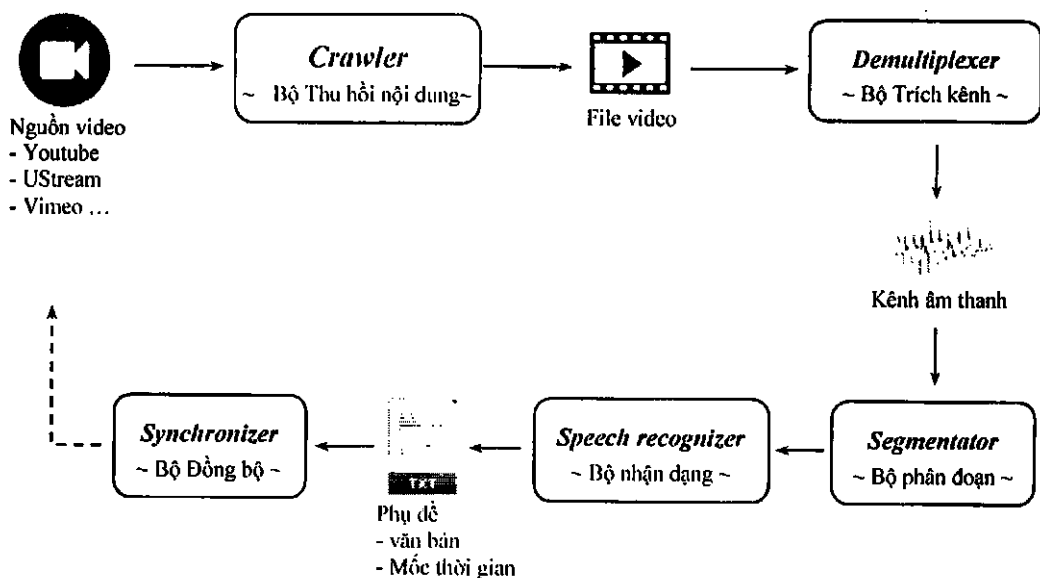 Crawler
~ Bộ Thu hồi nội dung~
Demultiplexer
~ Bộ Trích kênh ~
File video
Nguồn video
- Youtube
- UStream
- Vimeo ...
Kênh âm thanh
Synchronizer
~ Bộ Đồng bộ ~
TXT
Speech recognizer
~ Bộ nhận dạng ~
Segmentator
~ Bộ phân đoạn ~
Phụ đề
- văn bản
- Mốc thời gian